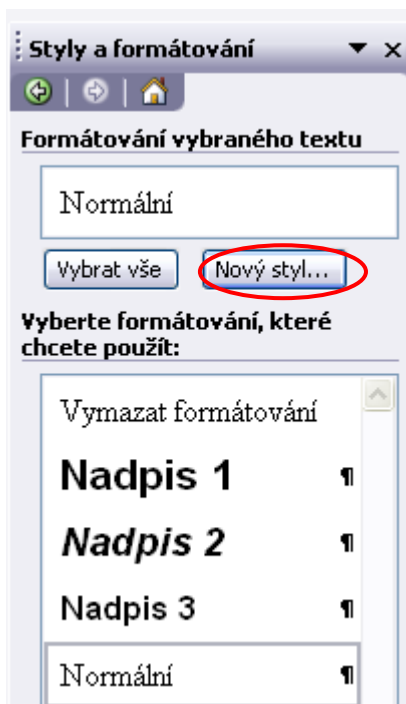 Styly a formátování
Formátování vybraného textu
Normální
Vybrat vše
Nový styl...
Vyberte formátování, které
chcete použít:
Vymazat formátování
Nadpis 1 ¶
Nadpis 2 ¶
Nadpis 3 ¶
Normální ¶